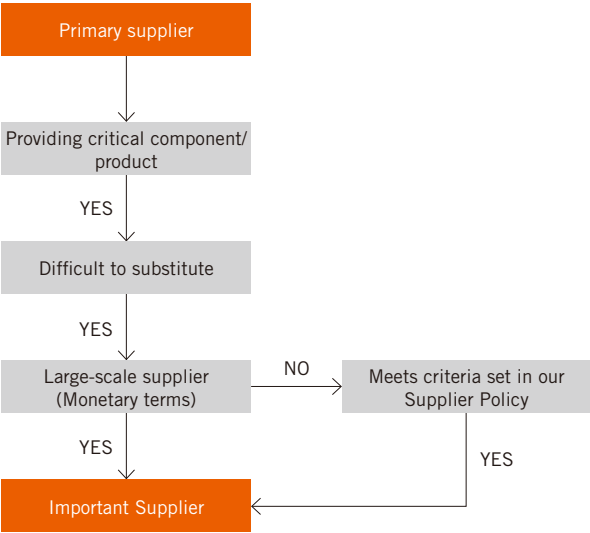 Primary supplier
Providing critical component/
product
YES
Difficult to substitute
YES
Large-scale supplier
(Monetary terms)
NO
Meets criteria set in our
Supplier Policy
YES
YES
Important Supplier